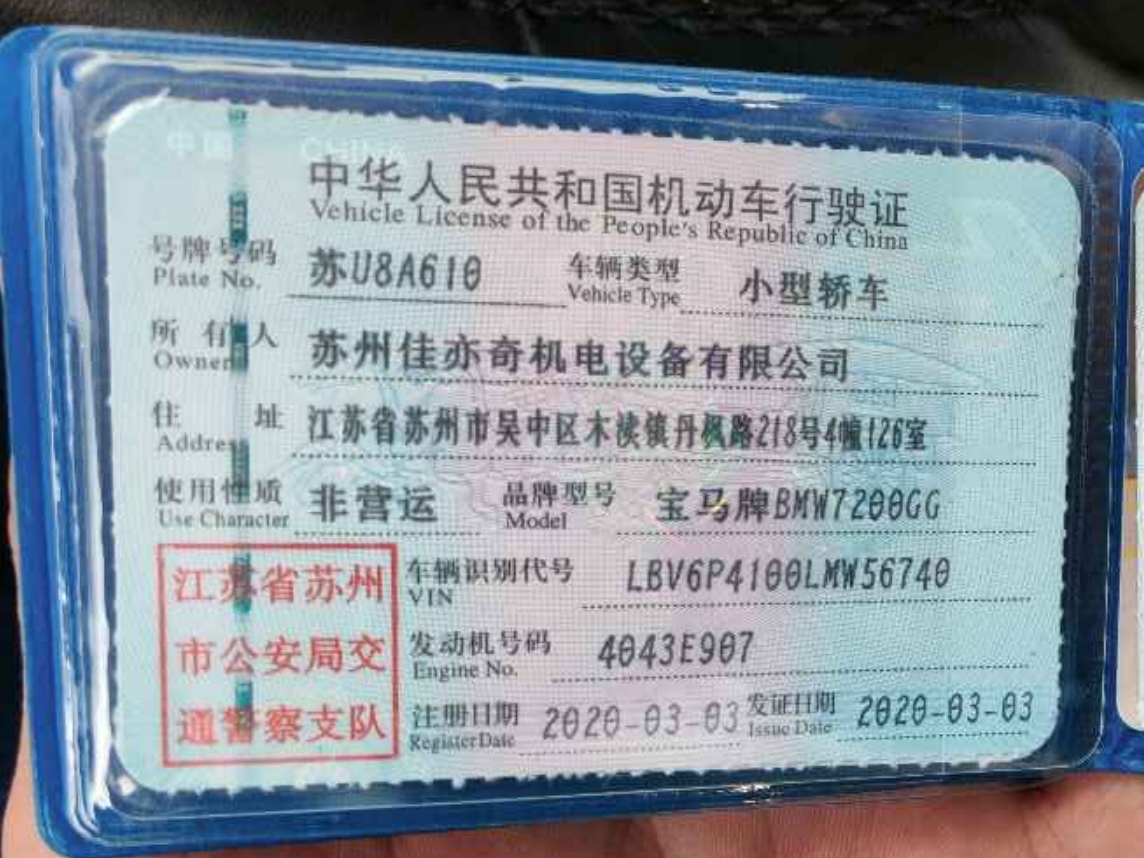 中国 CHINA
中华人民共和国机动车行驶证
Vehicle License of the People's Republic of China
号牌号码 苏U8A610 车辆类型 小型轿车
Plate No. Vehicle Type
所有人 苏州佳亦奇机电设备有限公司
Owner
住址 江苏省苏州市吴中区木渎镇丹枫路218号4幢126室
Address
使用性质 非营运 品牌型号 宝马牌BMW7200GG
Use Character Model
江苏省苏州
市公安局交
通警察支队
车辆识别代号 LBV6P4100LMW56740
VIN
发动机号码 4043E907
Engine No.
注册日期 2020-03-03 发证日期 2020-03-03
Register Date Issue Date